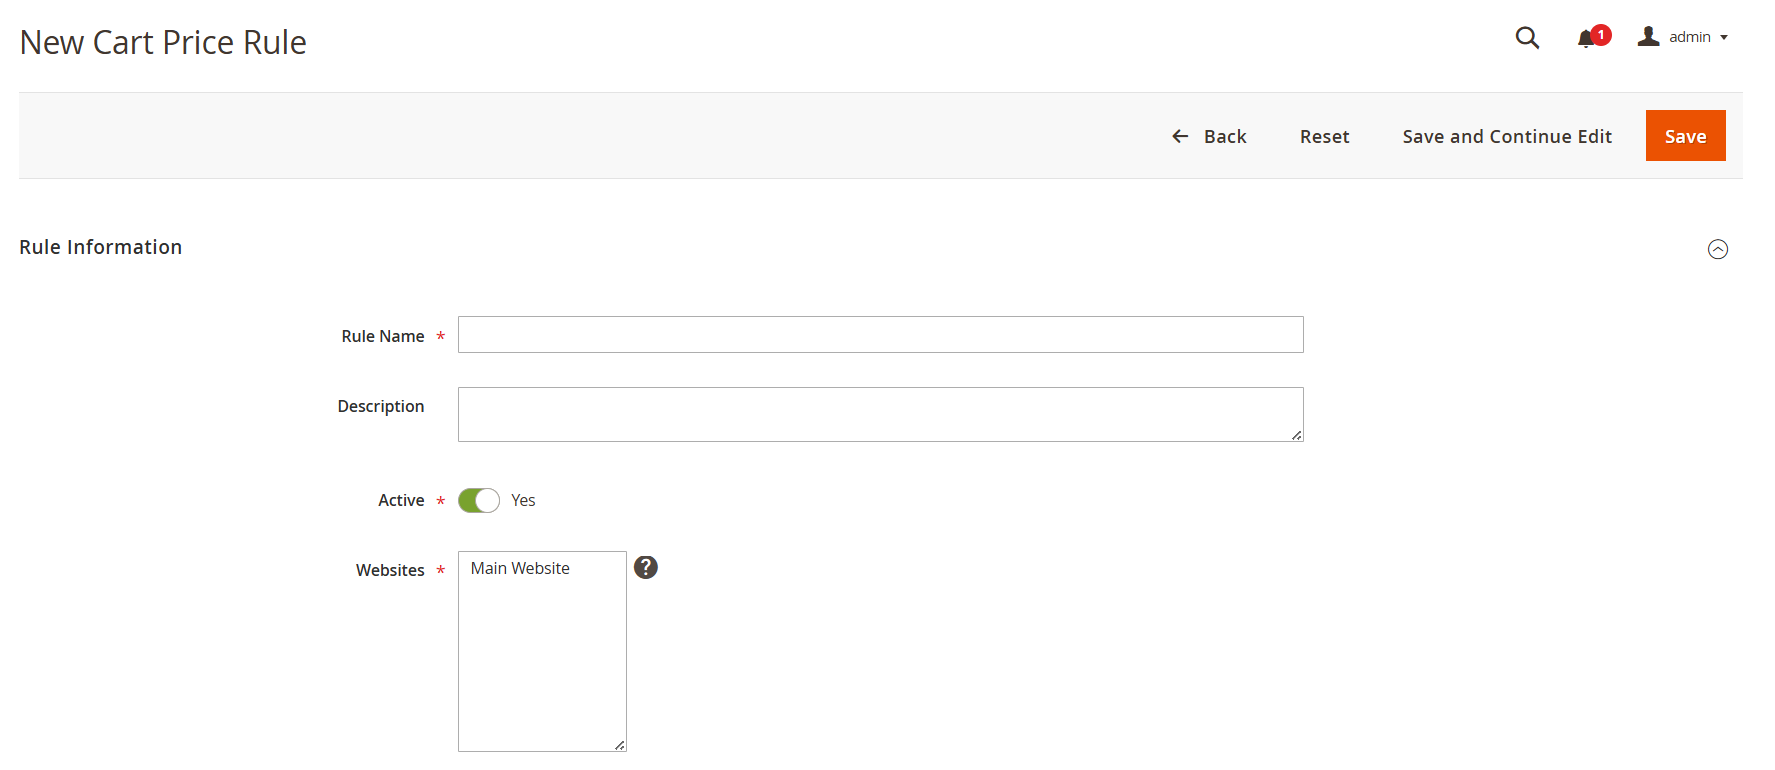 New Cart Price Rule
1
admin
Back
Reset
Save and Continue Edit
Save
Rule Information
Rule Name *
Description
Active *
Yes
Websites *
Main Website
?